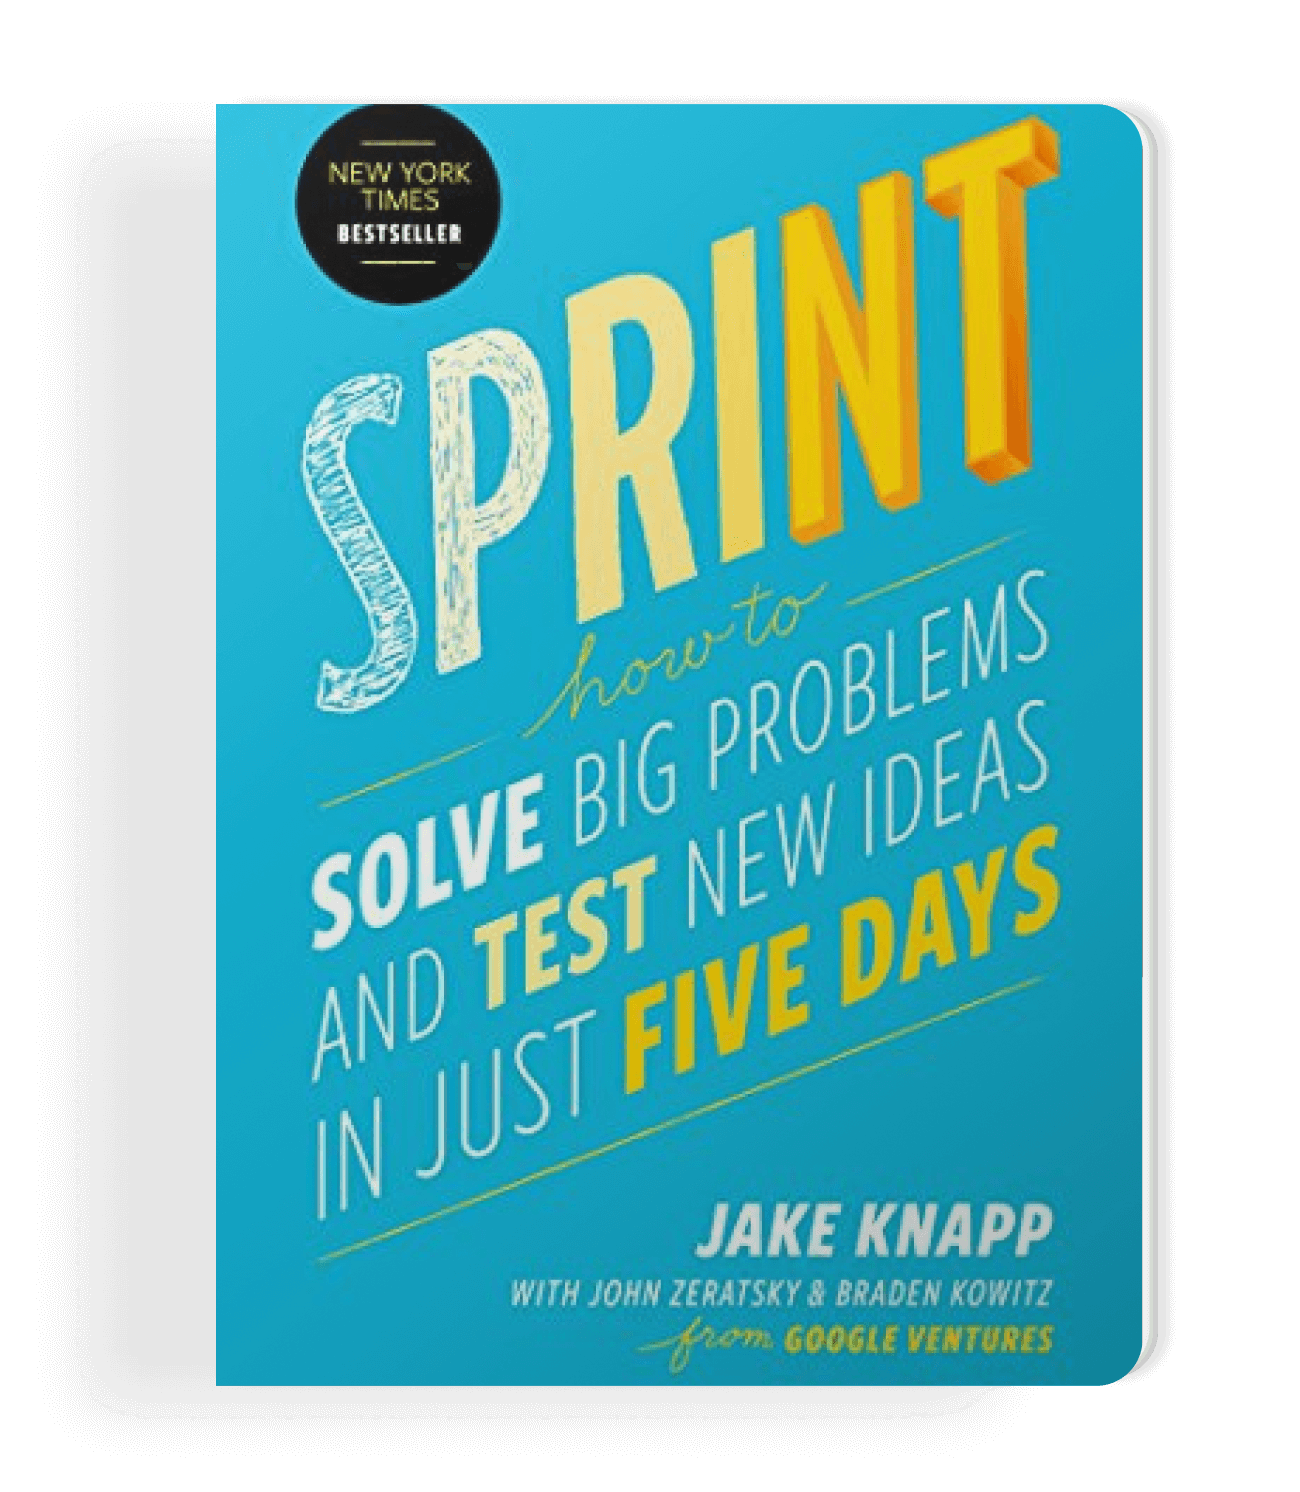 NEW YORK
TIMES
BESTSELLER
SPRINT
how to
SOLVE BIG PROBLEMS
AND TEST NEW IDEAS
IN JUST FIVE DAYS
JAKE KNAPP
WITH JOHN ZERATSKY & BRADEN KOWITZ
from GOOGLE VENTURES